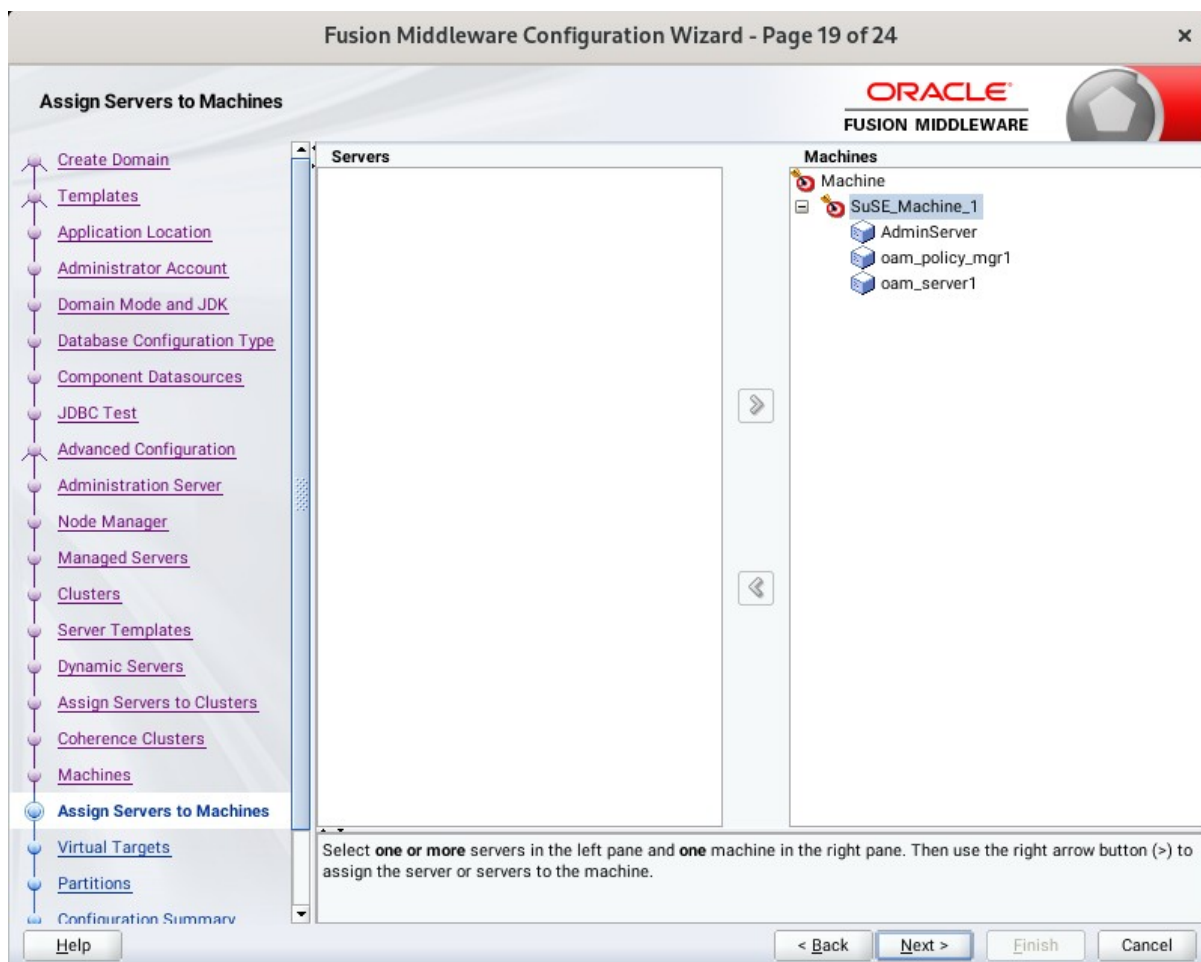 Fusion Middleware Configuration Wizard - Page 19 of 24
Assign Servers to Machines
ORACLE
FUSION MIDDLEWARE
Create Domain
Templates
Application Location
Administrator Account
Domain Mode and JDK
Database Configuration Type
Component Datasources
JDBC Test
Advanced Configuration
Administration Server
Node Manager
Managed Servers
Clusters
Server Templates
Dynamic Servers
Assign Servers to Clusters
Coherence Clusters
Machines
Assign Servers to Machines
Virtual Targets
Partitions
Configuration Summary
Servers
Machines
Machine
SuSE_Machine_1
AdminServer
oam_policy_mgr1
oam_server1
Select one or more servers in the left pane and one machine in the right pane. Then use the right arrow button (>) to
assign the server or servers to the machine.
Help
< Back
Next >
Finish
Cancel